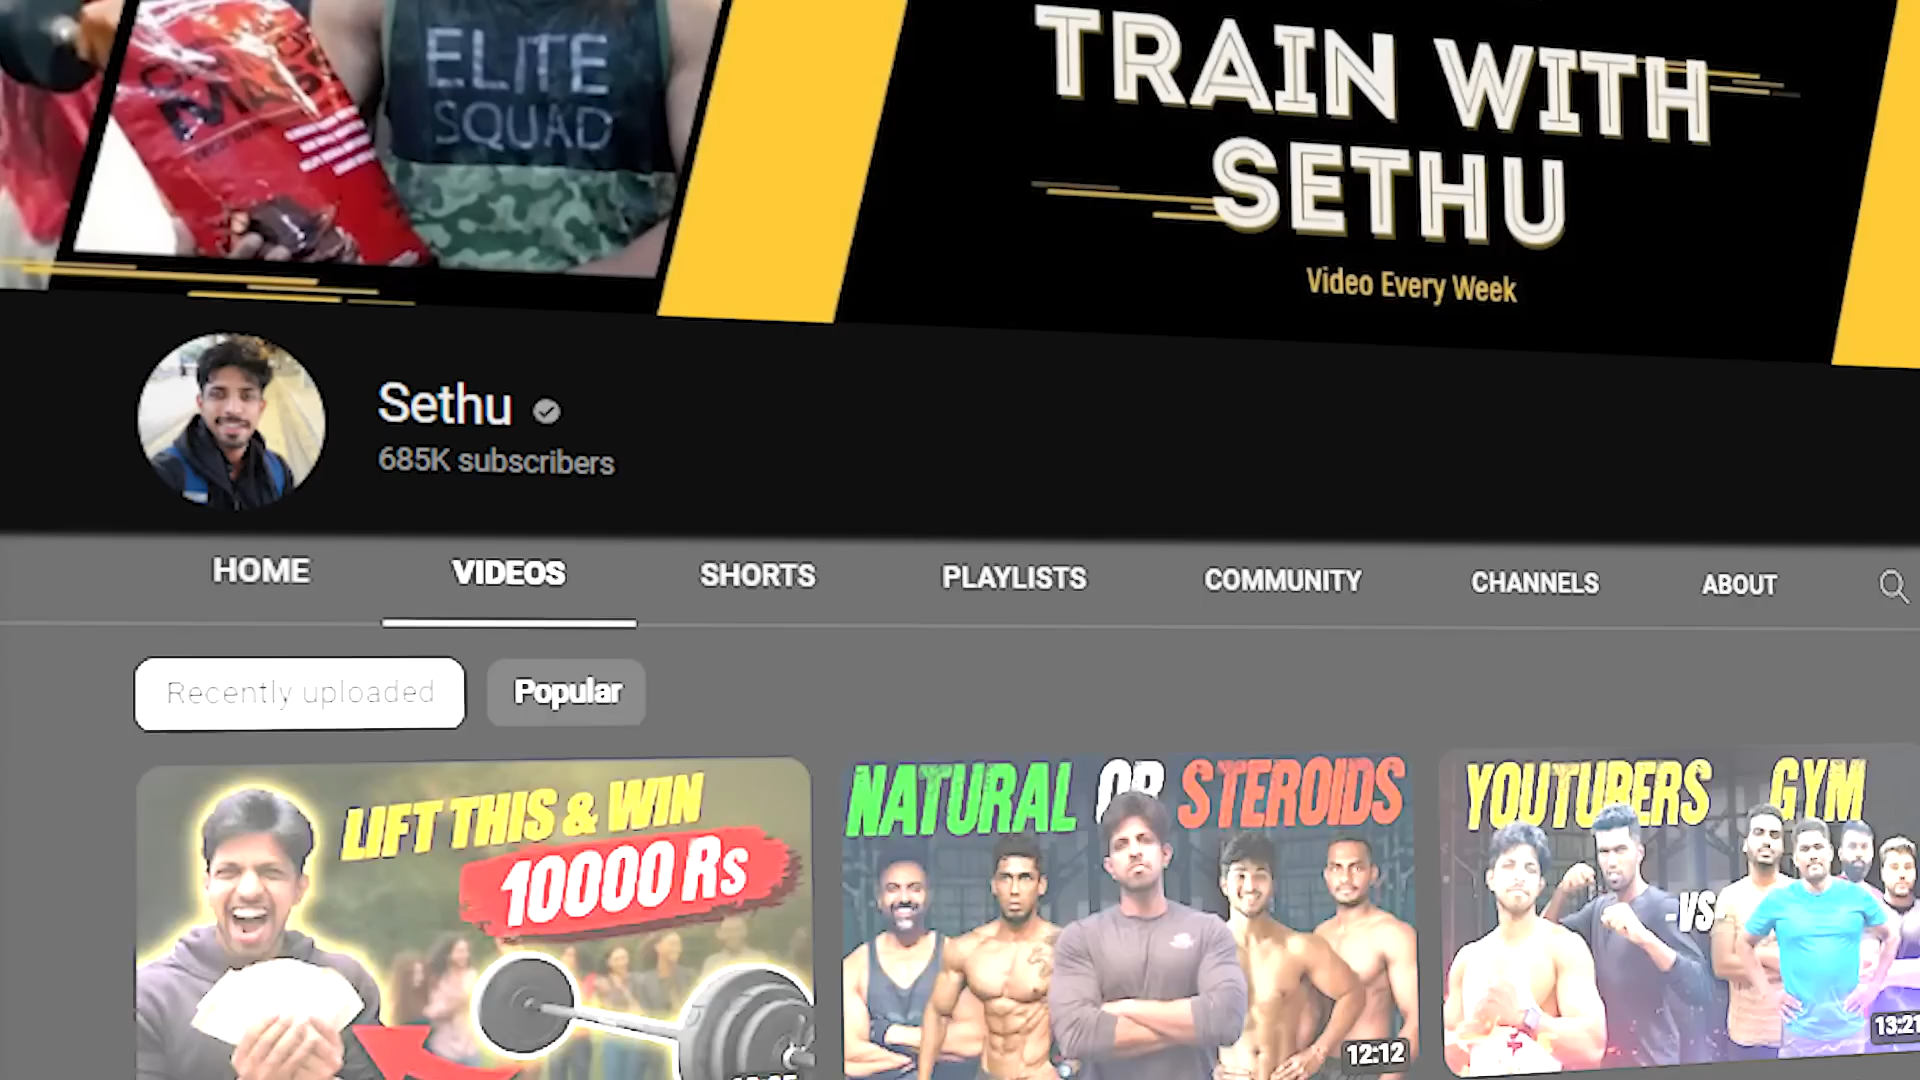 ELITE
SQUAD
TRAIN WITH
SETHU
Video Every Week
Sethu
685K subscribers
HOME VIDEOS SHORTS PLAYLISTS COMMUNITY CHANNELS ABOUT
Recently uploaded Popular
LIFT THIS & WIN
10000 Rs
NATURAL OR STEROIDS
12:12
YOUTUBERS GYM
-VS-
13:21